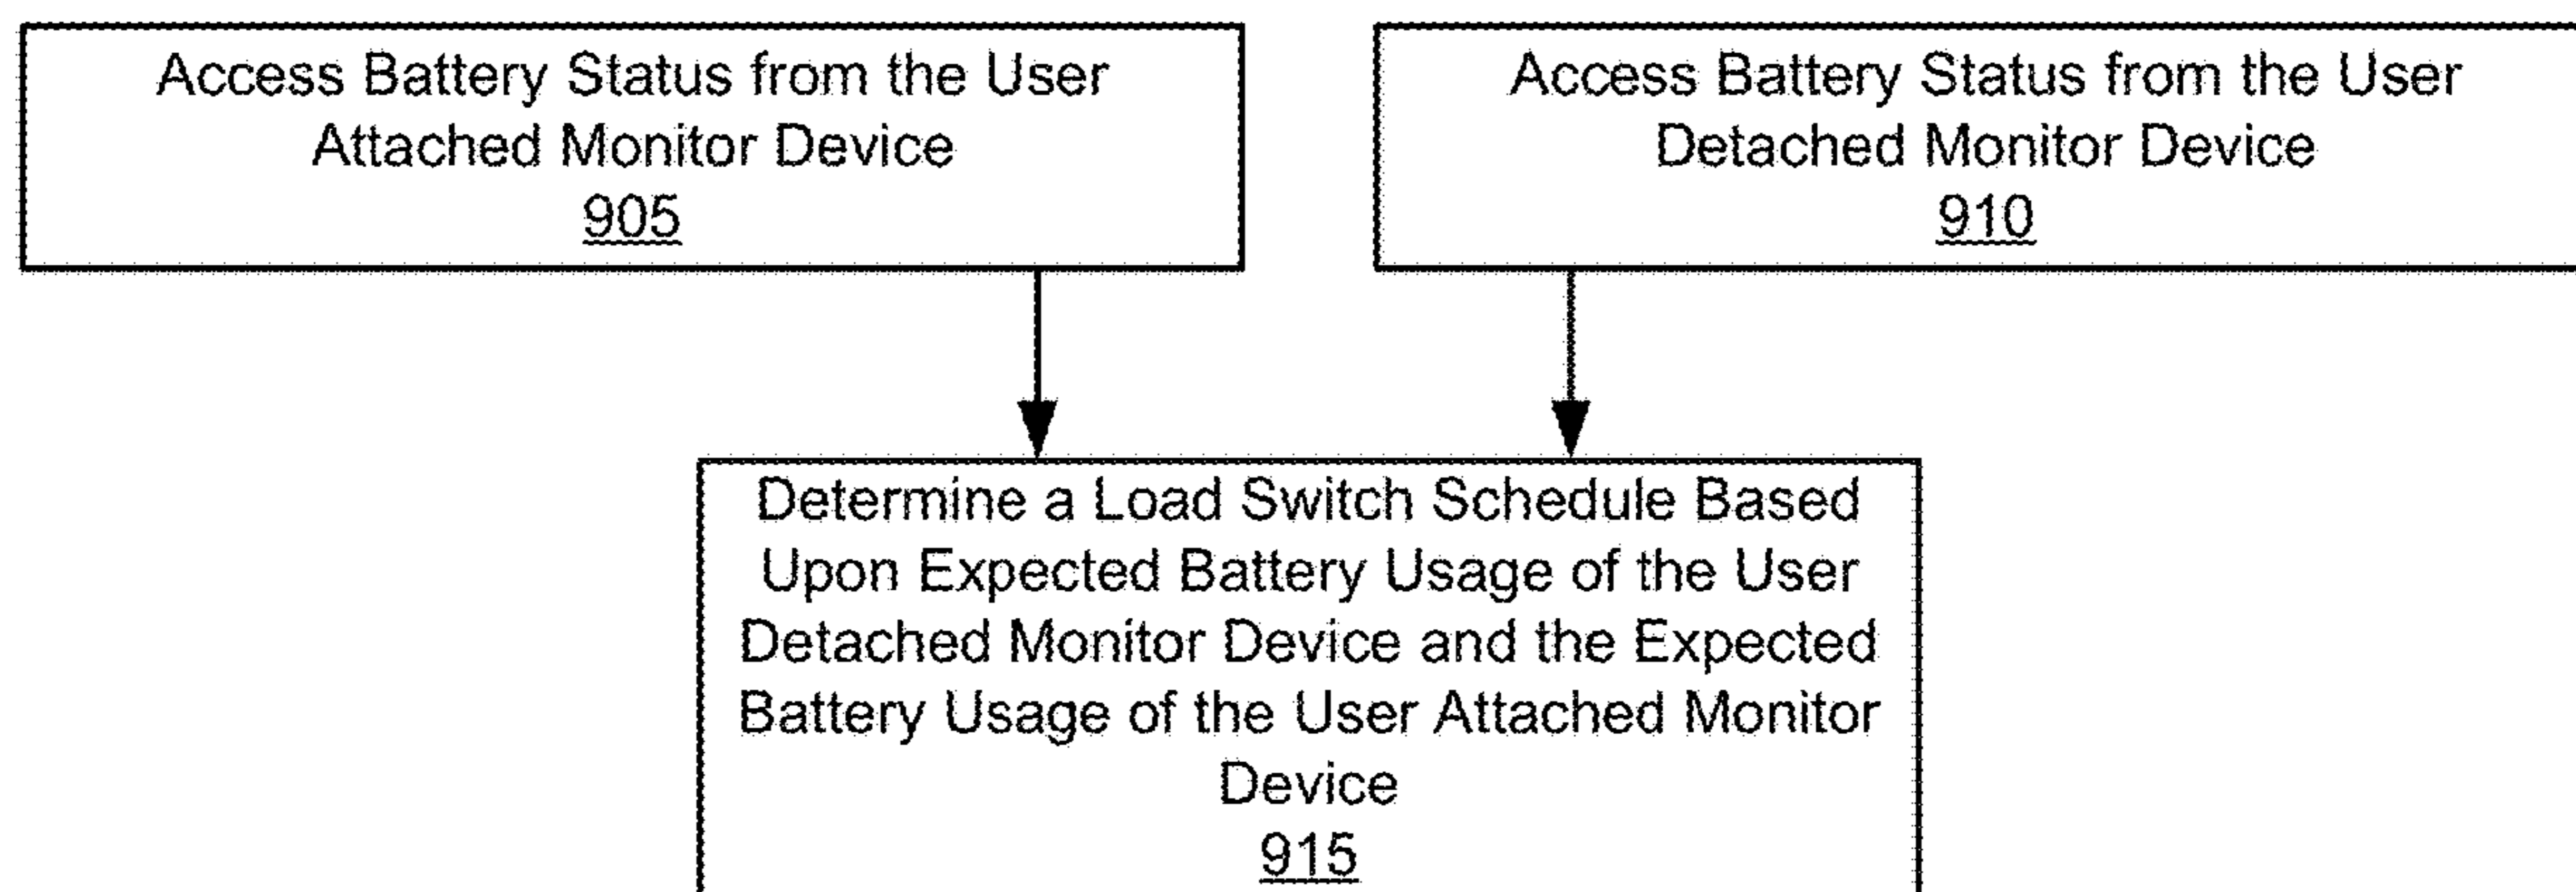 Access Battery Status from the User
Attached Monitor Device
905
Access Battery Status from the User
Detached Monitor Device
910
Determine a Load Switch Schedule Based
Upon Expected Battery Usage of the User
Detached Monitor Device and the Expected
Battery Usage of the User Attached Monitor
Device
915